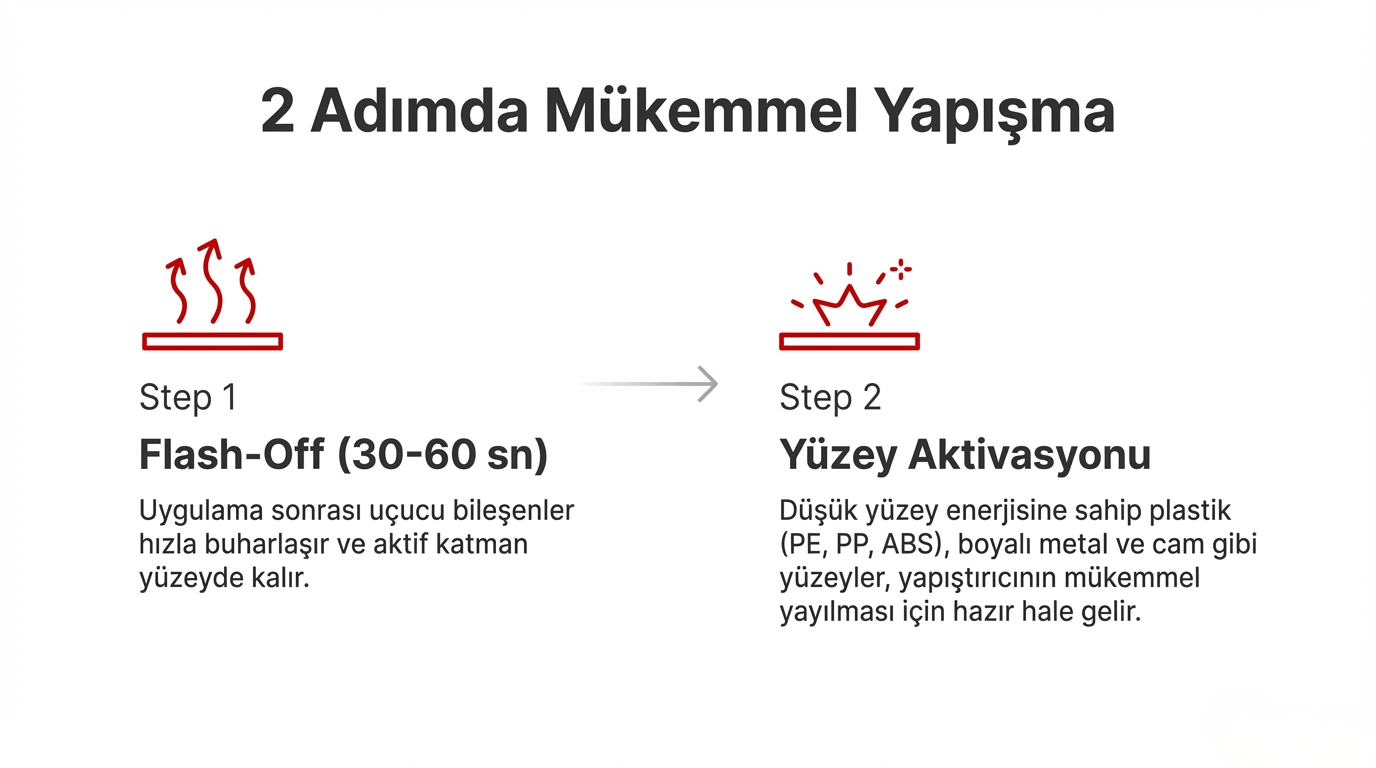 2 Adımda Mükemmel Yapışma
Step 1
Flash-Off (30-60 sn)
Uygulama sonrası uçucu bileşenler
hızla buharlaşır ve aktif katman
yüzeyde kalır.
Step 2
Yüzey Aktivasyonu
Düşük yüzey enerjisine sahip plastik
(PE, PP, ABS), boyalı metal ve cam gibi
yüzeyler, yapıştırıcının mükemmel
yayılması için hazır hale gelir.